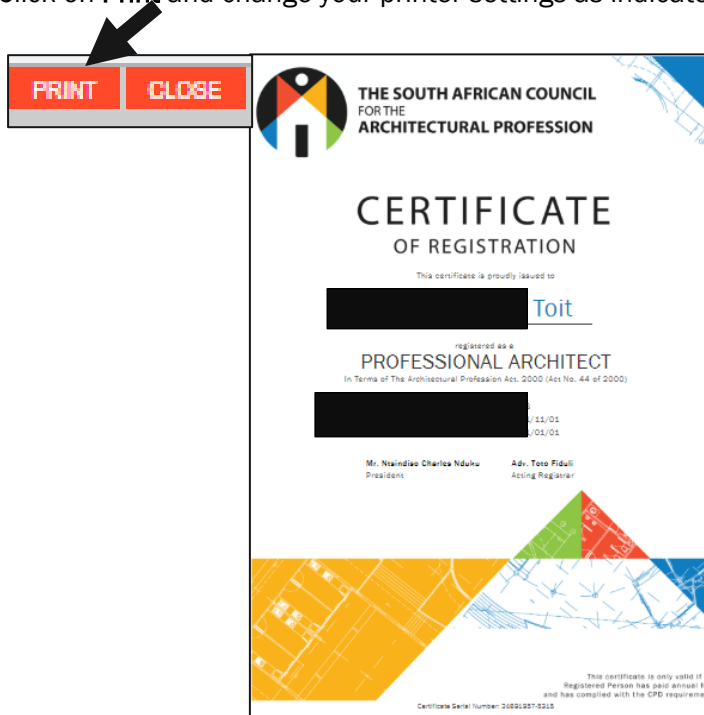 Click on Print and change your printer settings as indicate
PRINT CLOSE
THE SOUTH AFRICAN COUNCIL
FOR THE
ARCHITECTURAL PROFESSION
CERTIFICATE
OF REGISTRATION
This certificate is proudly issued to
Toit
registered as a
PROFESSIONAL ARCHITECT
In Terms of The Architectural Profession Act, 2000 (Act No. 44 of 2000)
/11/01
/01/01
Mr. Ntsindiso Charles Nduku Adv. Toto Fiduli
President Acting Registrar
This certificate is only valid if
Registered Person has paid annual f
and has complied with the CPD requireme
Certificate Serial Number: 24891957-5315